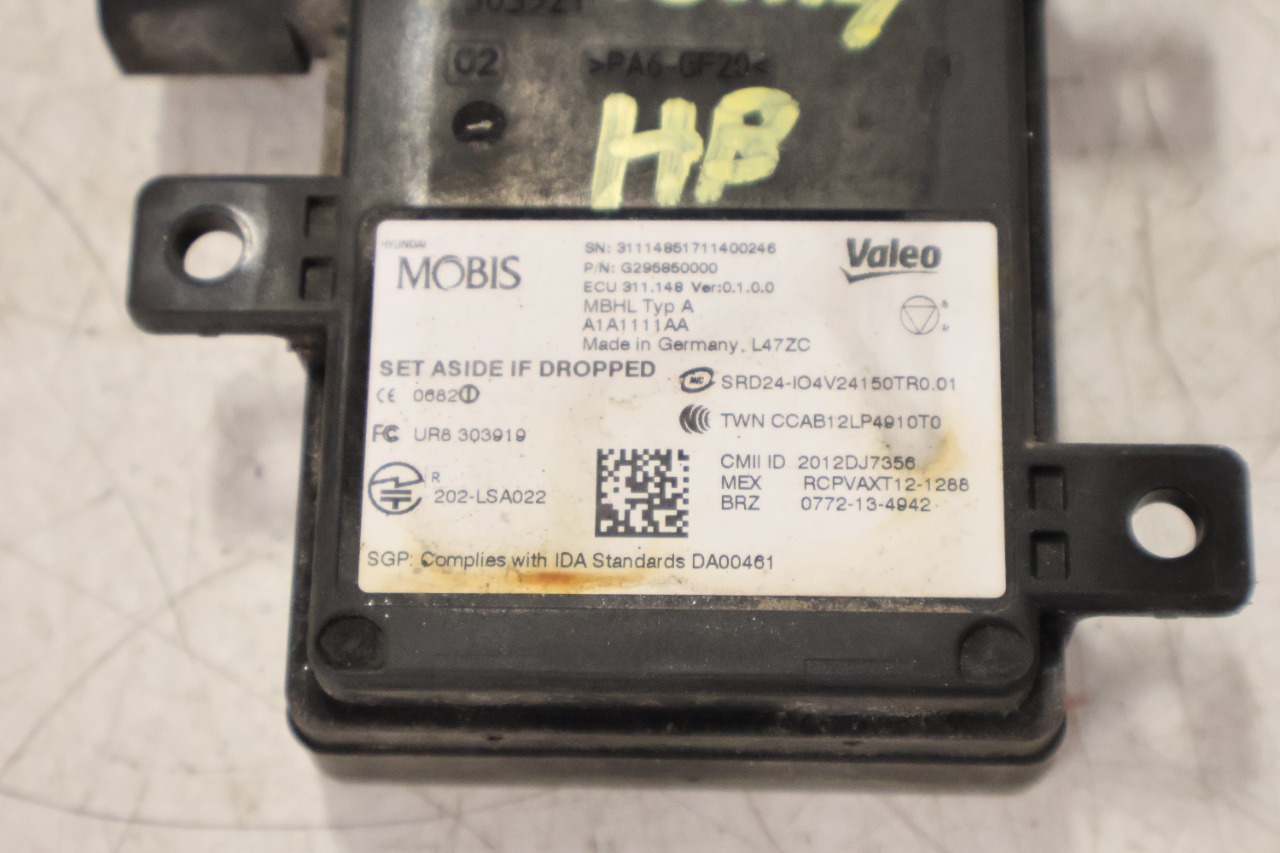 02
>PA6-GF20<
HB
HYUNDAI
MOBIS
SN: 31114851711400246
P/N: G295850000
ECU 311.148 Ver:0.1.0.0
MBHL Typ A
A1A1111AA
Made in Germany, L47ZC
Valeo
S
R
SET ASIDE IF DROPPED
CE 0682
SRD24-IO4V24150TR0.01
TWN CCAB12LP4910T0
FC UR8 303919
R
202-LSA022
CMII ID 2012DJ7356
MEX RCPVAXT12-1288
BRZ 0772-13-4942
SGP: Complies with IDA Standards DA00461